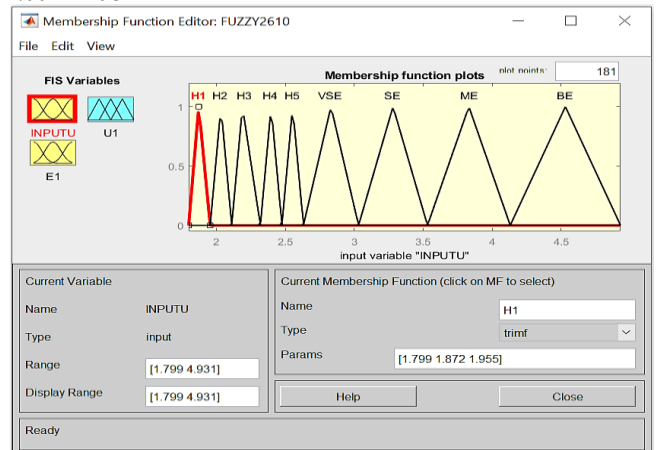 Membership Function Editor: FUZZY2610
File Edit View
FIS Variables
INPUTU
U1
E1
Membership function plots
plot points:
181
H1 H2 H3 H4 H5 VSE SE ME BE
1
0.5
0
2 2.5 3 3.5 4 4.5
input variable "INPUTU"
Current Variable
Name INPUTU
Type input
Range [1.799 4.931]
Display Range [1.799 4.931]
Current Membership Function (click on MF to select)
Name H1
Type trimf
Params [1.799 1.872 1.955]
Help Close
Ready